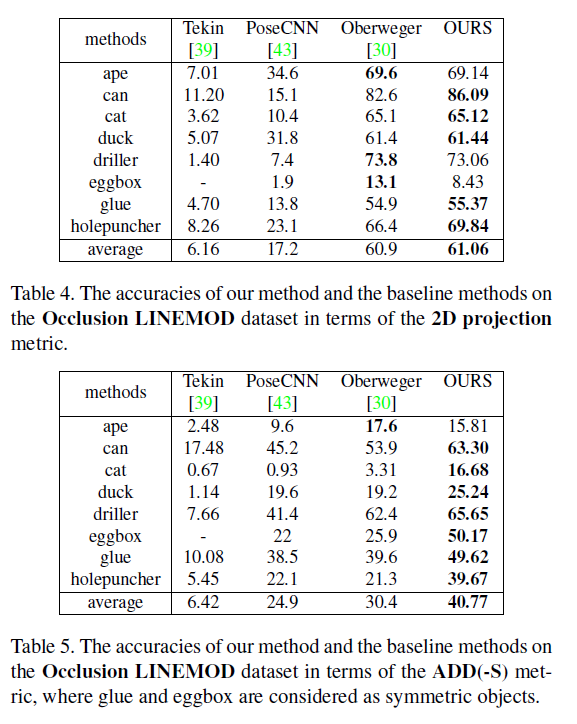 methods Tekin PoseCNN Oberweger OURS
[39] [43] [30]
ape 7.01 34.6 69.6 69.14
can 11.20 15.1 82.6 86.09
cat 3.62 10.4 65.1 65.12
duck 5.07 31.8 61.4 61.44
driller 1.40 7.4 73.8 73.06
eggbox - 1.9 13.1 8.43
glue 4.70 13.8 54.9 55.37
holepuncher 8.26 23.1 66.4 69.84
average 6.16 17.2 60.9 61.06
Table 4. The accuracies of our method and the baseline methods on
the Occlusion LINEMOD dataset in terms of the 2D projection
metric.
methods Tekin PoseCNN Oberweger OURS
[39] [43] [30]
ape 2.48 9.6 17.6 15.81
can 17.48 45.2 53.9 63.30
cat 0.67 0.93 3.31 16.68
duck 1.14 19.6 19.2 25.24
driller 7.66 41.4 62.4 65.65
eggbox - 22 25.9 50.17
glue 10.08 38.5 39.6 49.62
holepuncher 5.45 22.1 21.3 39.67
average 6.42 24.9 30.4 40.77
Table 5. The accuracies of our method and the baseline methods on
the Occlusion LINEMOD dataset in terms of the ADD(-S) met-
ric, where glue and eggbox are considered as symmetric objects.